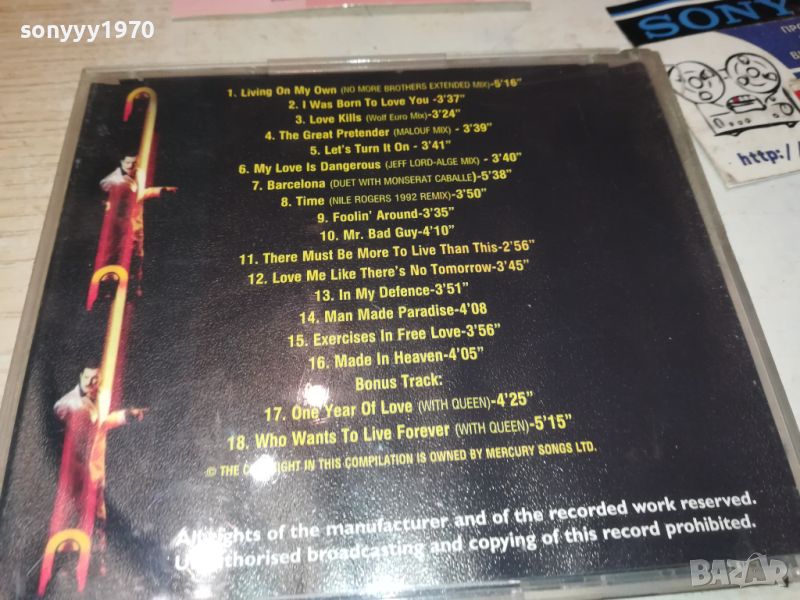 sonyyy1970
SONY
ПРО
http://
1. Living On My Own (NO MORE BROTHERS EXTENDED MIX)-5'16"
2. I Was Born To Love You -3'37"
3. Love Kills (Wolf Euro Mix)-3'24"
4. The Great Pretender (MALOUF MIX) - 3'39"
5. Let's Turn It On - 3'41"
6. My Love Is Dangerous (JEFF LORD-ALGE MIX) - 3'40"
7. Barcelona (DUET WITH MONSERAT CABALLE)-5'38"
8. Time (NILE ROGERS 1992 REMIX)-3'50"
9. Foolin' Around-3'35"
10. Mr. Bad Guy-4'10"
11. There Must Be More To Live Than This-2'56"
12. Love Me Like There's No Tomorrow-3'45"
13. In My Defence-3'51"
14. Man Made Paradise-4'08
15. Exercises In Free Love-3'56"
16. Made In Heaven-4'05"
Bonus Track:
17. One Year Of Love (WITH QUEEN)-4'25"
18. Who Wants To Live Forever (WITH QUEEN)-5'15"
© THE COPYRIGHT IN THIS COMPILATION IS OWNED BY MERCURY SONGS LTD.
All rights of the manufacturer and of the recorded work reserved.
Unauthorised broadcasting and copying of this record prohibited.
BAZAR